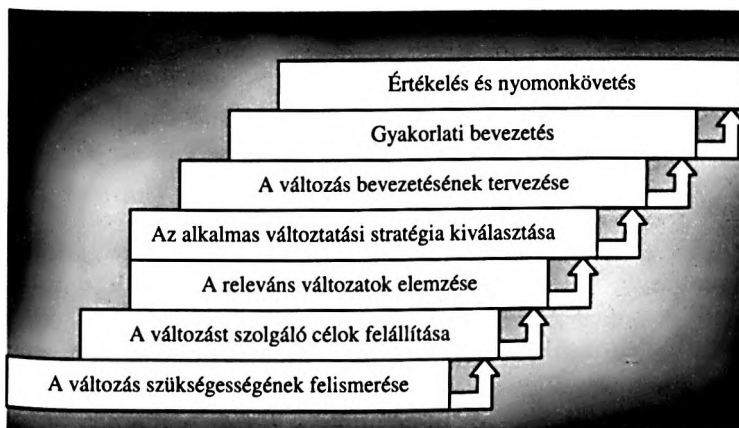 Értékelés és nyomonkövetés
Gyakorlati bevezetés
A változás bevezetésének tervezése
Az alkalmas változtatási stratégia kiválasztása
A releváns változatok elemzése
A változást szolgáló célok felállítása
A változás szükségességének felismerése